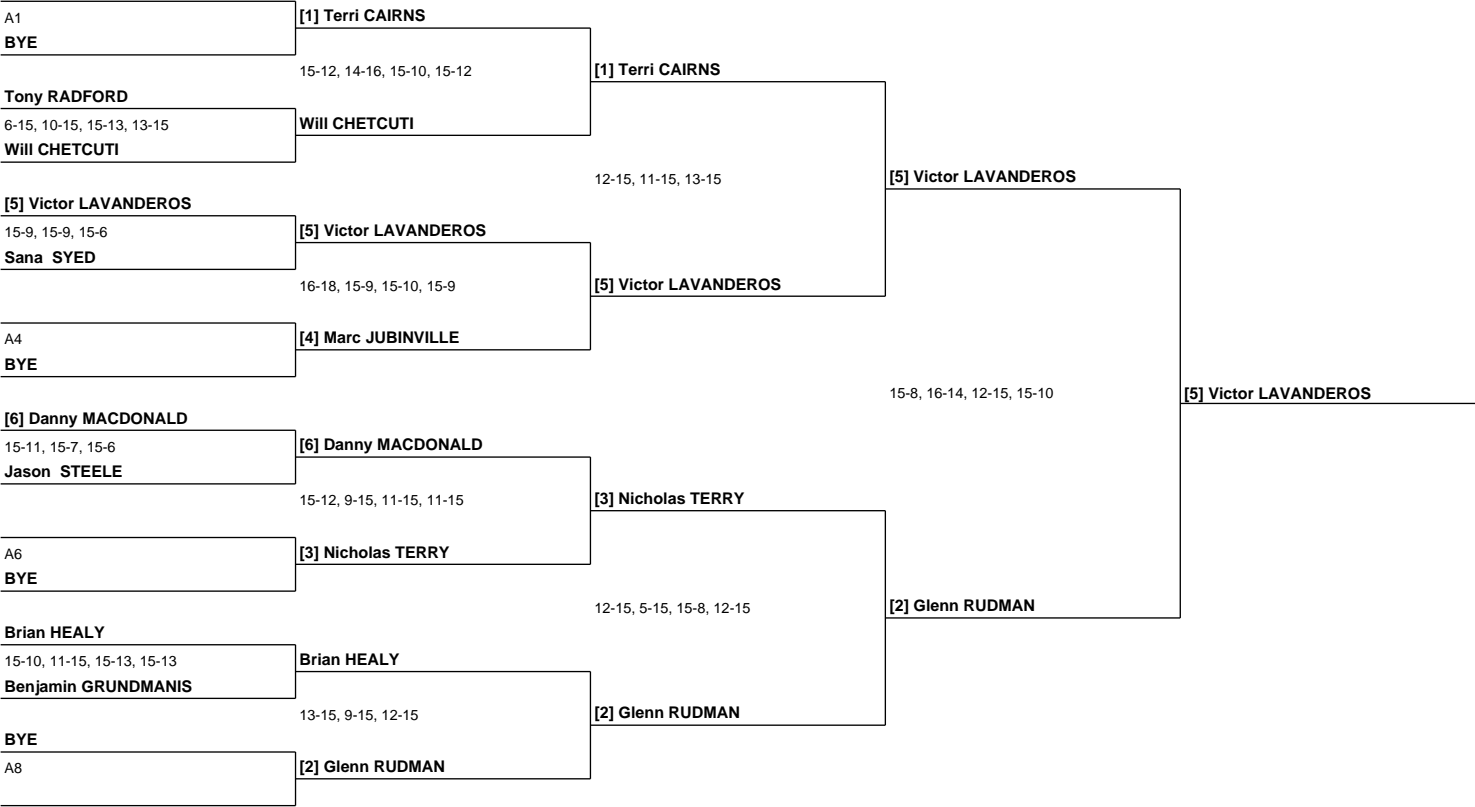 A1
BYE
Tony RADFORD
6-15, 10-15, 15-13, 13-15
Will CHETCUTI
[5] Victor LAVANDEROS
15-9, 15-9, 15-6
Sana  SYED
A4
BYE
[6] Danny MACDONALD
15-11, 15-7, 15-6
Jason  STEELE
A6
BYE
Brian HEALY
15-10, 11-15, 15-13, 15-13
Benjamin GRUNDMANIS
BYE
A8
[1] Terri CAIRNS
15-12, 14-16, 15-10, 15-12
Will CHETCUTI
[5] Victor LAVANDEROS
16-18, 15-9, 15-10, 15-9
[4] Marc JUBINVILLE
[6] Danny MACDONALD
15-12, 9-15, 11-15, 11-15
[3] Nicholas TERRY
Brian HEALY
13-15, 9-15, 12-15
[2] Glenn RUDMAN
[1] Terri CAIRNS
12-15, 11-15, 13-15
[5] Victor LAVANDEROS
[3] Nicholas TERRY
12-15, 5-15, 15-8, 12-15
[2] Glenn RUDMAN
[5] Victor LAVANDEROS
15-8, 16-14, 12-15, 15-10
[2] Glenn RUDMAN
[5] Victor LAVANDEROS